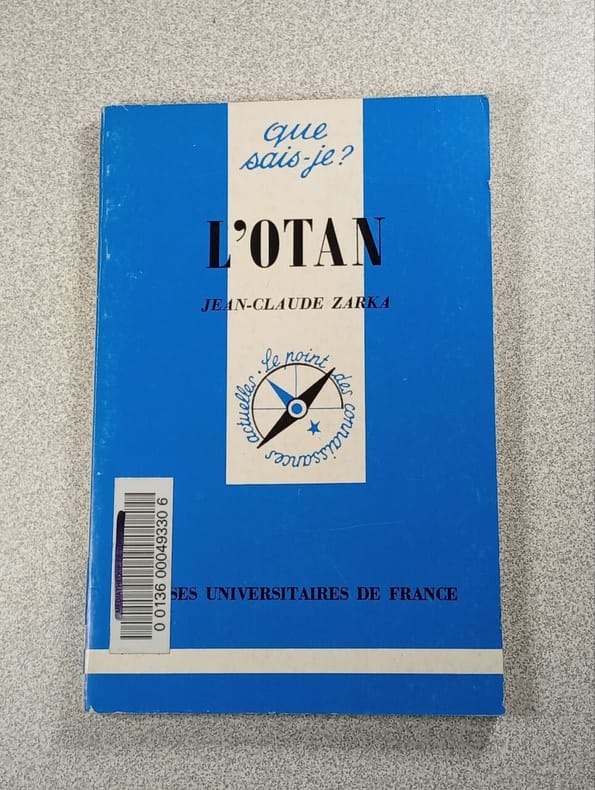 que
sais-je?
L'OTAN
JEAN-CLAUDE ZARKA
Le point des connaissances actuelles.
SES UNIVERSITAIRES DE FRANCE
0 0136 00049330 6